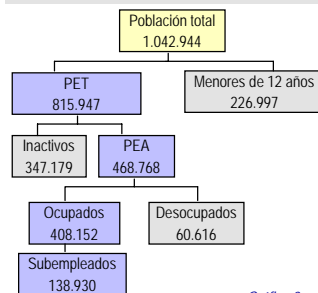 Población total
1.042.944
PET
815.947
Menores de 12 años
226.997
Inactivos
347.179
PEA
468.768
Ocupados
408.152
Desocupados
60.616
Subempleados
138.930